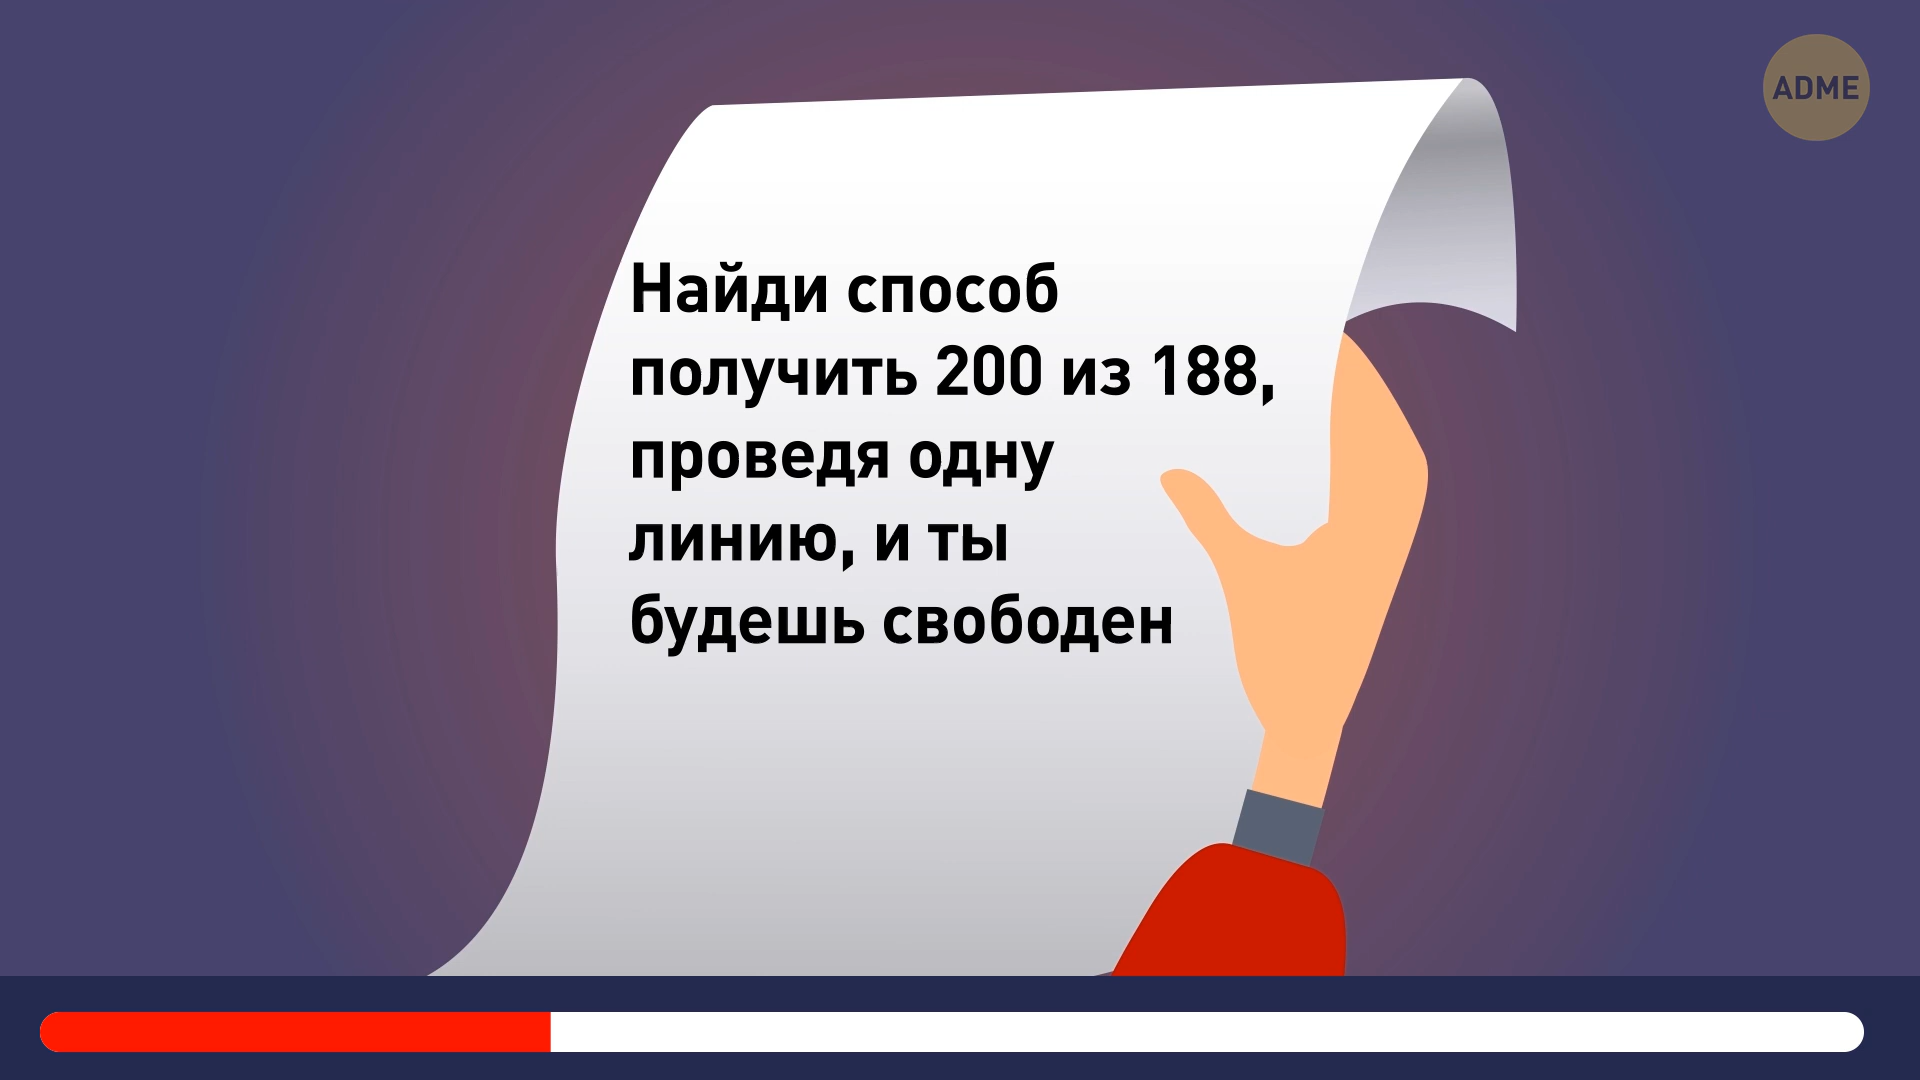 ADME
Найди способ
получить 200 из 188,
проведя одну
линию, и ты
будешь свободен